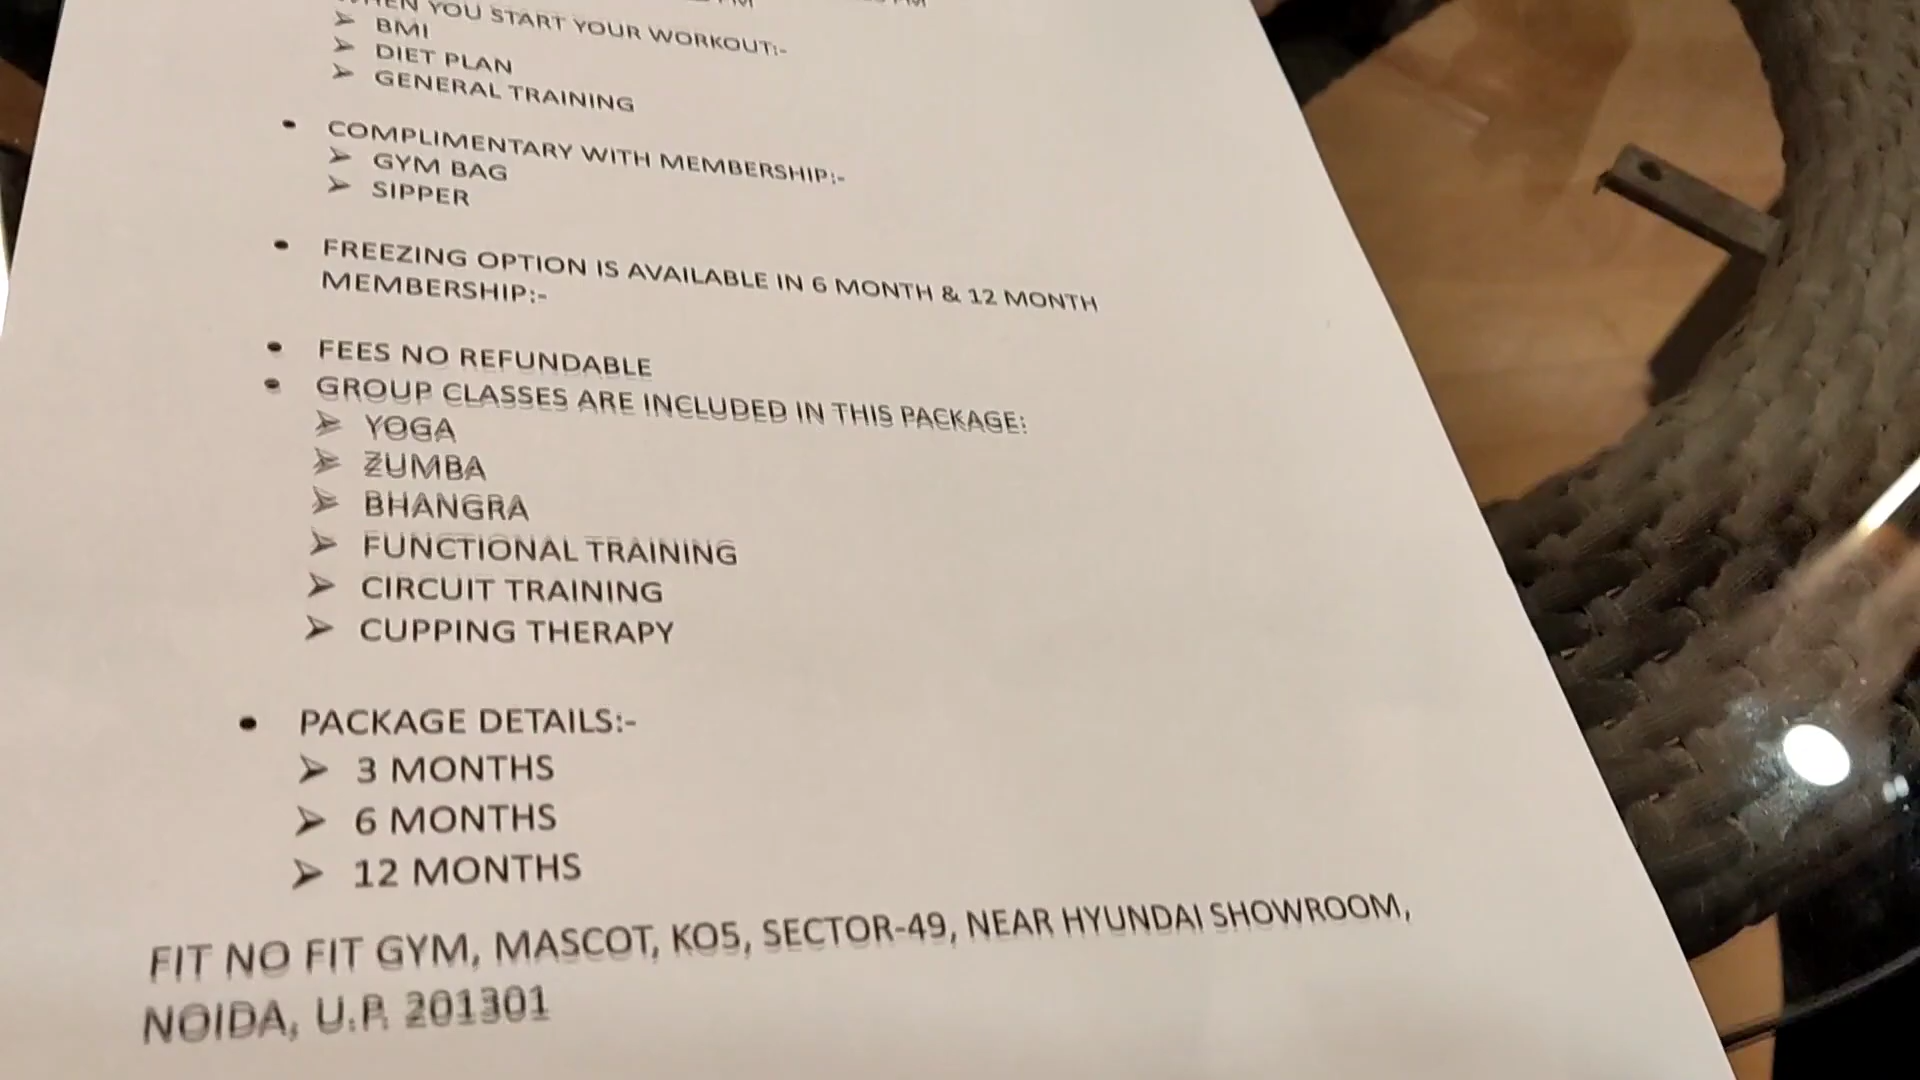 YOU START YOUR WORKOUT:-
➢ BMI
➢ DIET PLAN
➢ GENERAL TRAINING
• COMPLIMENTARY WITH MEMBERSHIP:-
➢ GYM BAG
➢ SIPPER
• FREEZING OPTION IS AVAILABLE IN 6 MONTH & 12 MONTH
MEMBERSHIP:-
• FEES NO REFUNDABLE
• GROUP CLASSES ARE INCLUDED IN THIS PACKAGE:
➢ YOGA
➢ ZUMBA
➢ BHANGRA
➢ FUNCTIONAL TRAINING
➢ CIRCUIT TRAINING
➢ CUPPING THERAPY
• PACKAGE DETAILS:-
➢ 3 MONTHS
➢ 6 MONTHS
➢ 12 MONTHS
FIT NO FIT GYM, MASCOT, KO5, SECTOR-49, NEAR HYUNDAI SHOWROOM,
NOIDA, U.P. 201301